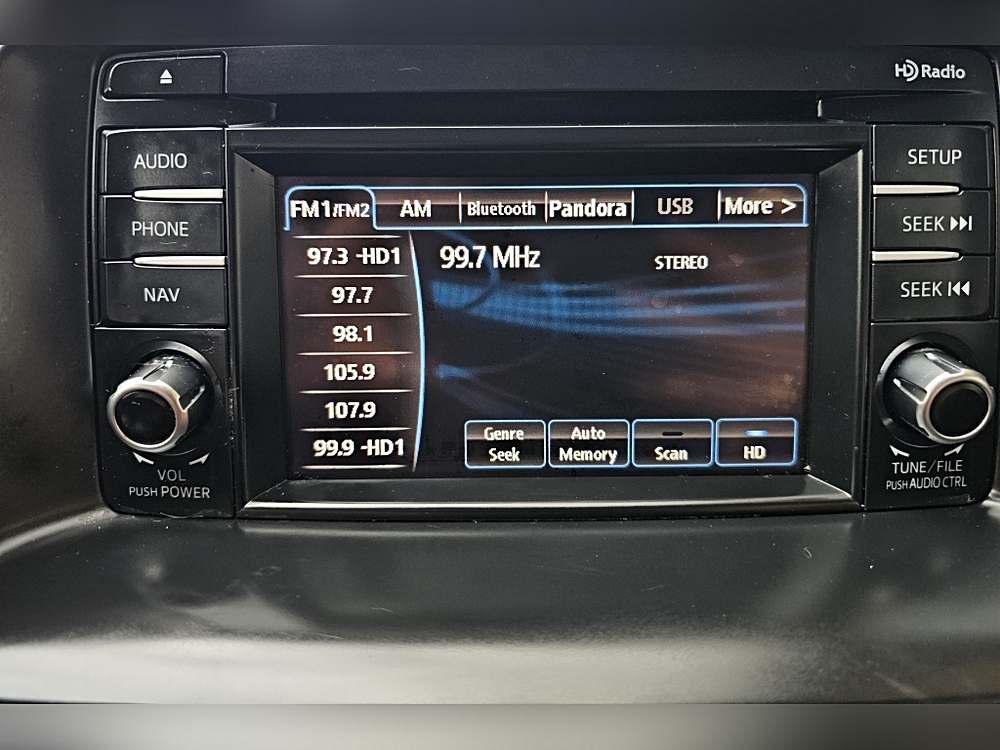 HD Radio
AUDIO
PHONE
NAV
VOL
PUSH POWER
FM1/FM2 AM Bluetooth Pandora USB More >
97.3 -HD1
97.7
98.1
105.9
107.9
99.9 -HD1
99.7 MHz STEREO
Genre Seek
Auto Memory
Scan
HD
SETUP
SEEK
SEEK
TUNE/FILE
PUSH AUDIO CTRL